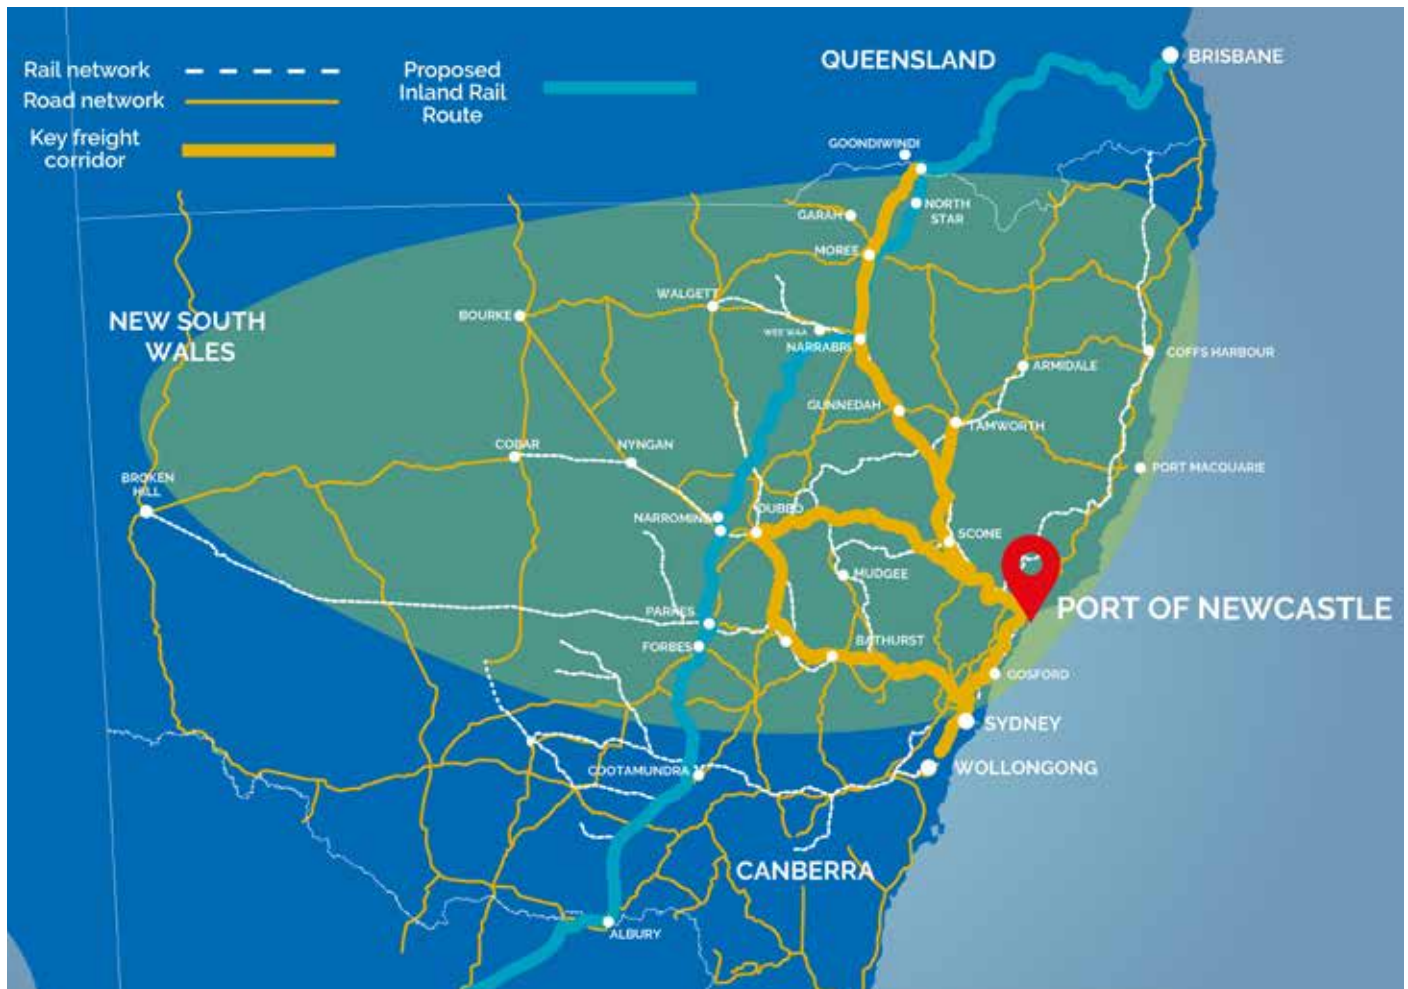 Rail network
Road network
Key freight
corridor
Proposed
Inland Rail
Route
QUEENSLAND
BRISBANE
GOONDIWINDI
NORTH
STAR
GARAH
MOREE
WALGETT
BOURKE
NEW SOUTH
WALES
WEE WAA
NARRABRI
COFFS HARBOUR
ARMIDALE
GUNNEDAH
TAMWORTH
COBAR
NYNGAN
PORT MACQUARIE
BROKEN
HILL
NARROMINE
DUBBO
SCONE
MUDGEE
PORT OF NEWCASTLE
PARKES
FORBES
BATHURST
GOSFORD
SYDNEY
COOTAMUNDRA
WOLLONGONG
CANBERRA
ALBURY